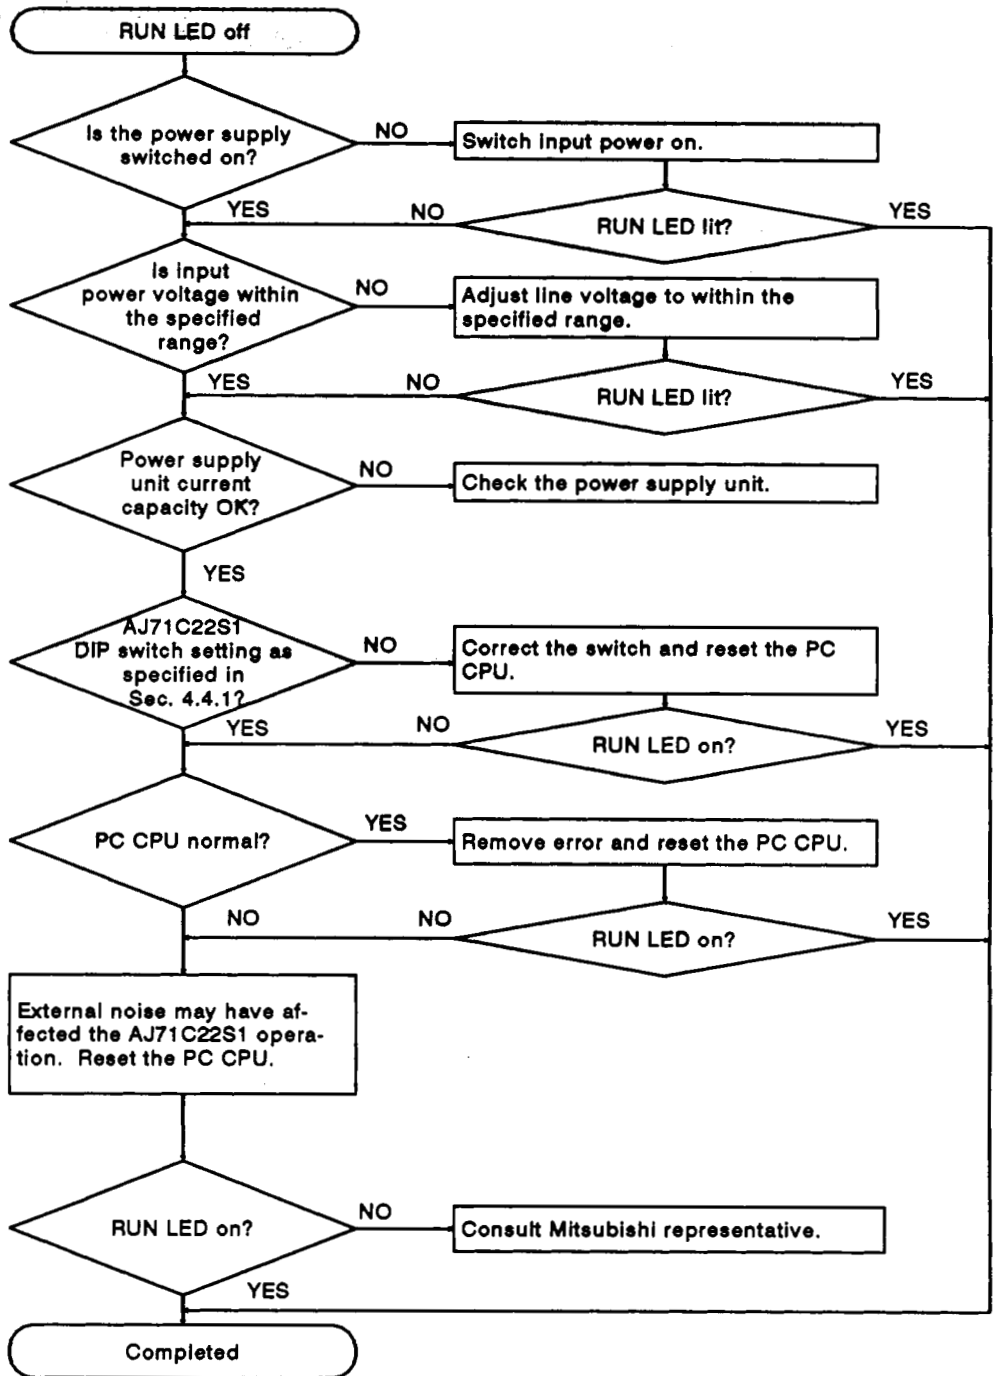 RUN LED off
Is the power supply
switched on?
NO
Switch input power on.
YES
NO
RUN LED lit?
YES
Is input
power voltage within
the specified
range?
NO
Adjust line voltage to within the
specified range.
YES
NO
RUN LED lit?
YES
Power supply
unit current
capacity OK?
NO
Check the power supply unit.
YES
AJ71C22S1
DIP switch setting as
specified in
Sec. 4.4.1?
NO
Correct the switch and reset the PC
CPU.
YES
NO
RUN LED on?
YES
PC CPU normal?
YES
Remove error and reset the PC CPU.
NO
NO
RUN LED on?
YES
External noise may have af-
fected the AJ71C22S1 opera-
tion. Reset the PC CPU.
RUN LED on?
NO
Consult Mitsubishi representative.
YES
Completed